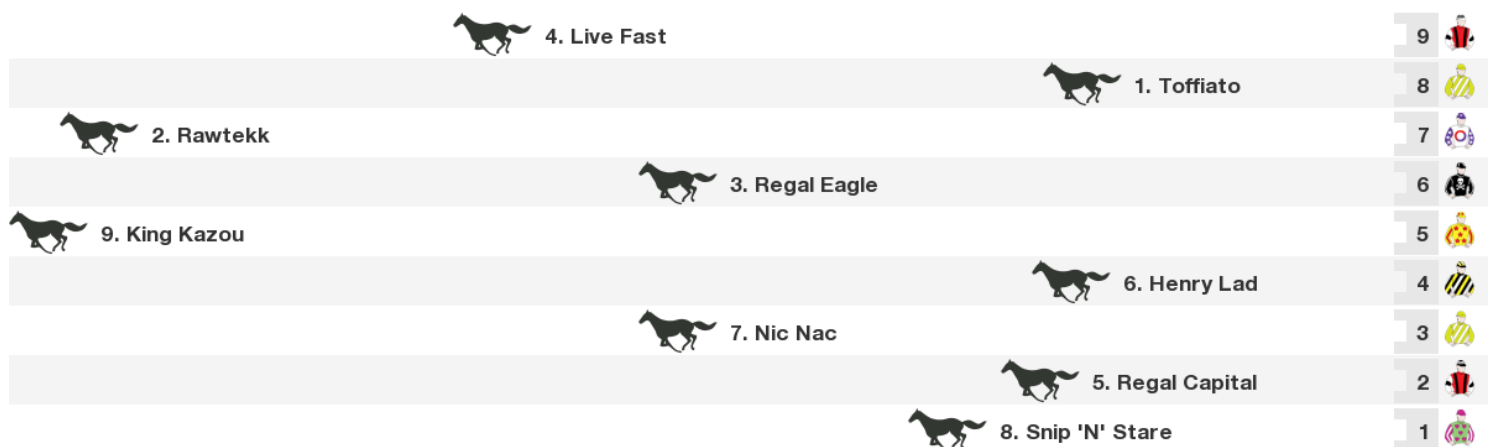 4. Live Fast 9
1. Toffiato 8
2. Rawtekk 7
3. Regal Eagle 6
9. King Kazou 5
6. Henry Lad 4
7. Nic Nac 3
5. Regal Capital 2
8. Snip 'N' Stare 1